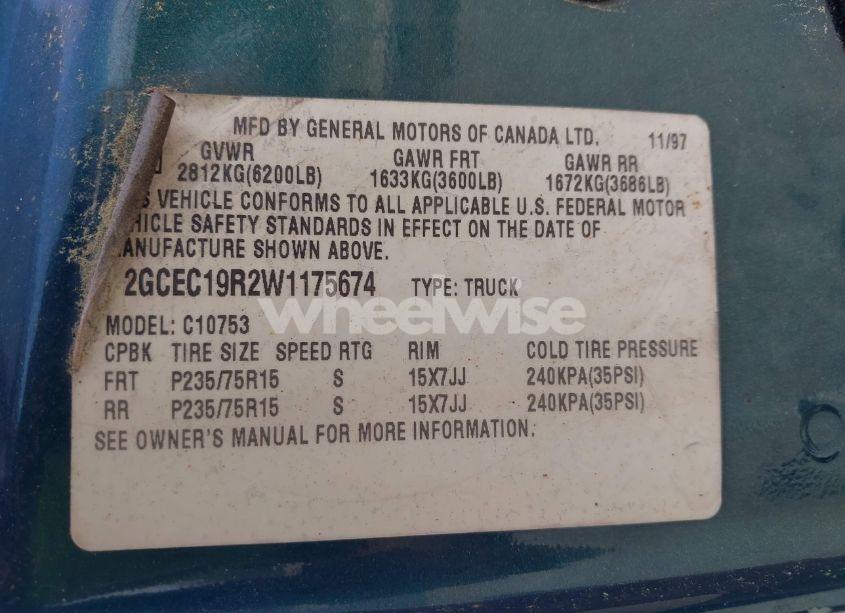 MFD BY GENERAL MOTORS OF CANADA LTD. 11/97
GVWR GAWR FRT GAWR RR
2812KG(6200LB) 1633KG(3600LB) 1672KG(3686LB)
VEHICLE CONFORMS TO ALL APPLICABLE U.S. FEDERAL MOTOR
HICLE SAFETY STANDARDS IN EFFECT ON THE DATE OF
ANUFACTURE SHOWN ABOVE.
2GCEC19R2W1175674 TYPE: TRUCK
wheelwise
MODEL: C10753
CPBK TIRE SIZE SPEED RTG RIM COLD TIRE PRESSURE
FRT P235/75R15 S 15X7JJ 240KPA(35PSI)
RR P235/75R15 S 15X7JJ 240KPA(35PSI)
SEE OWNER'S MANUAL FOR MORE INFORMATION.